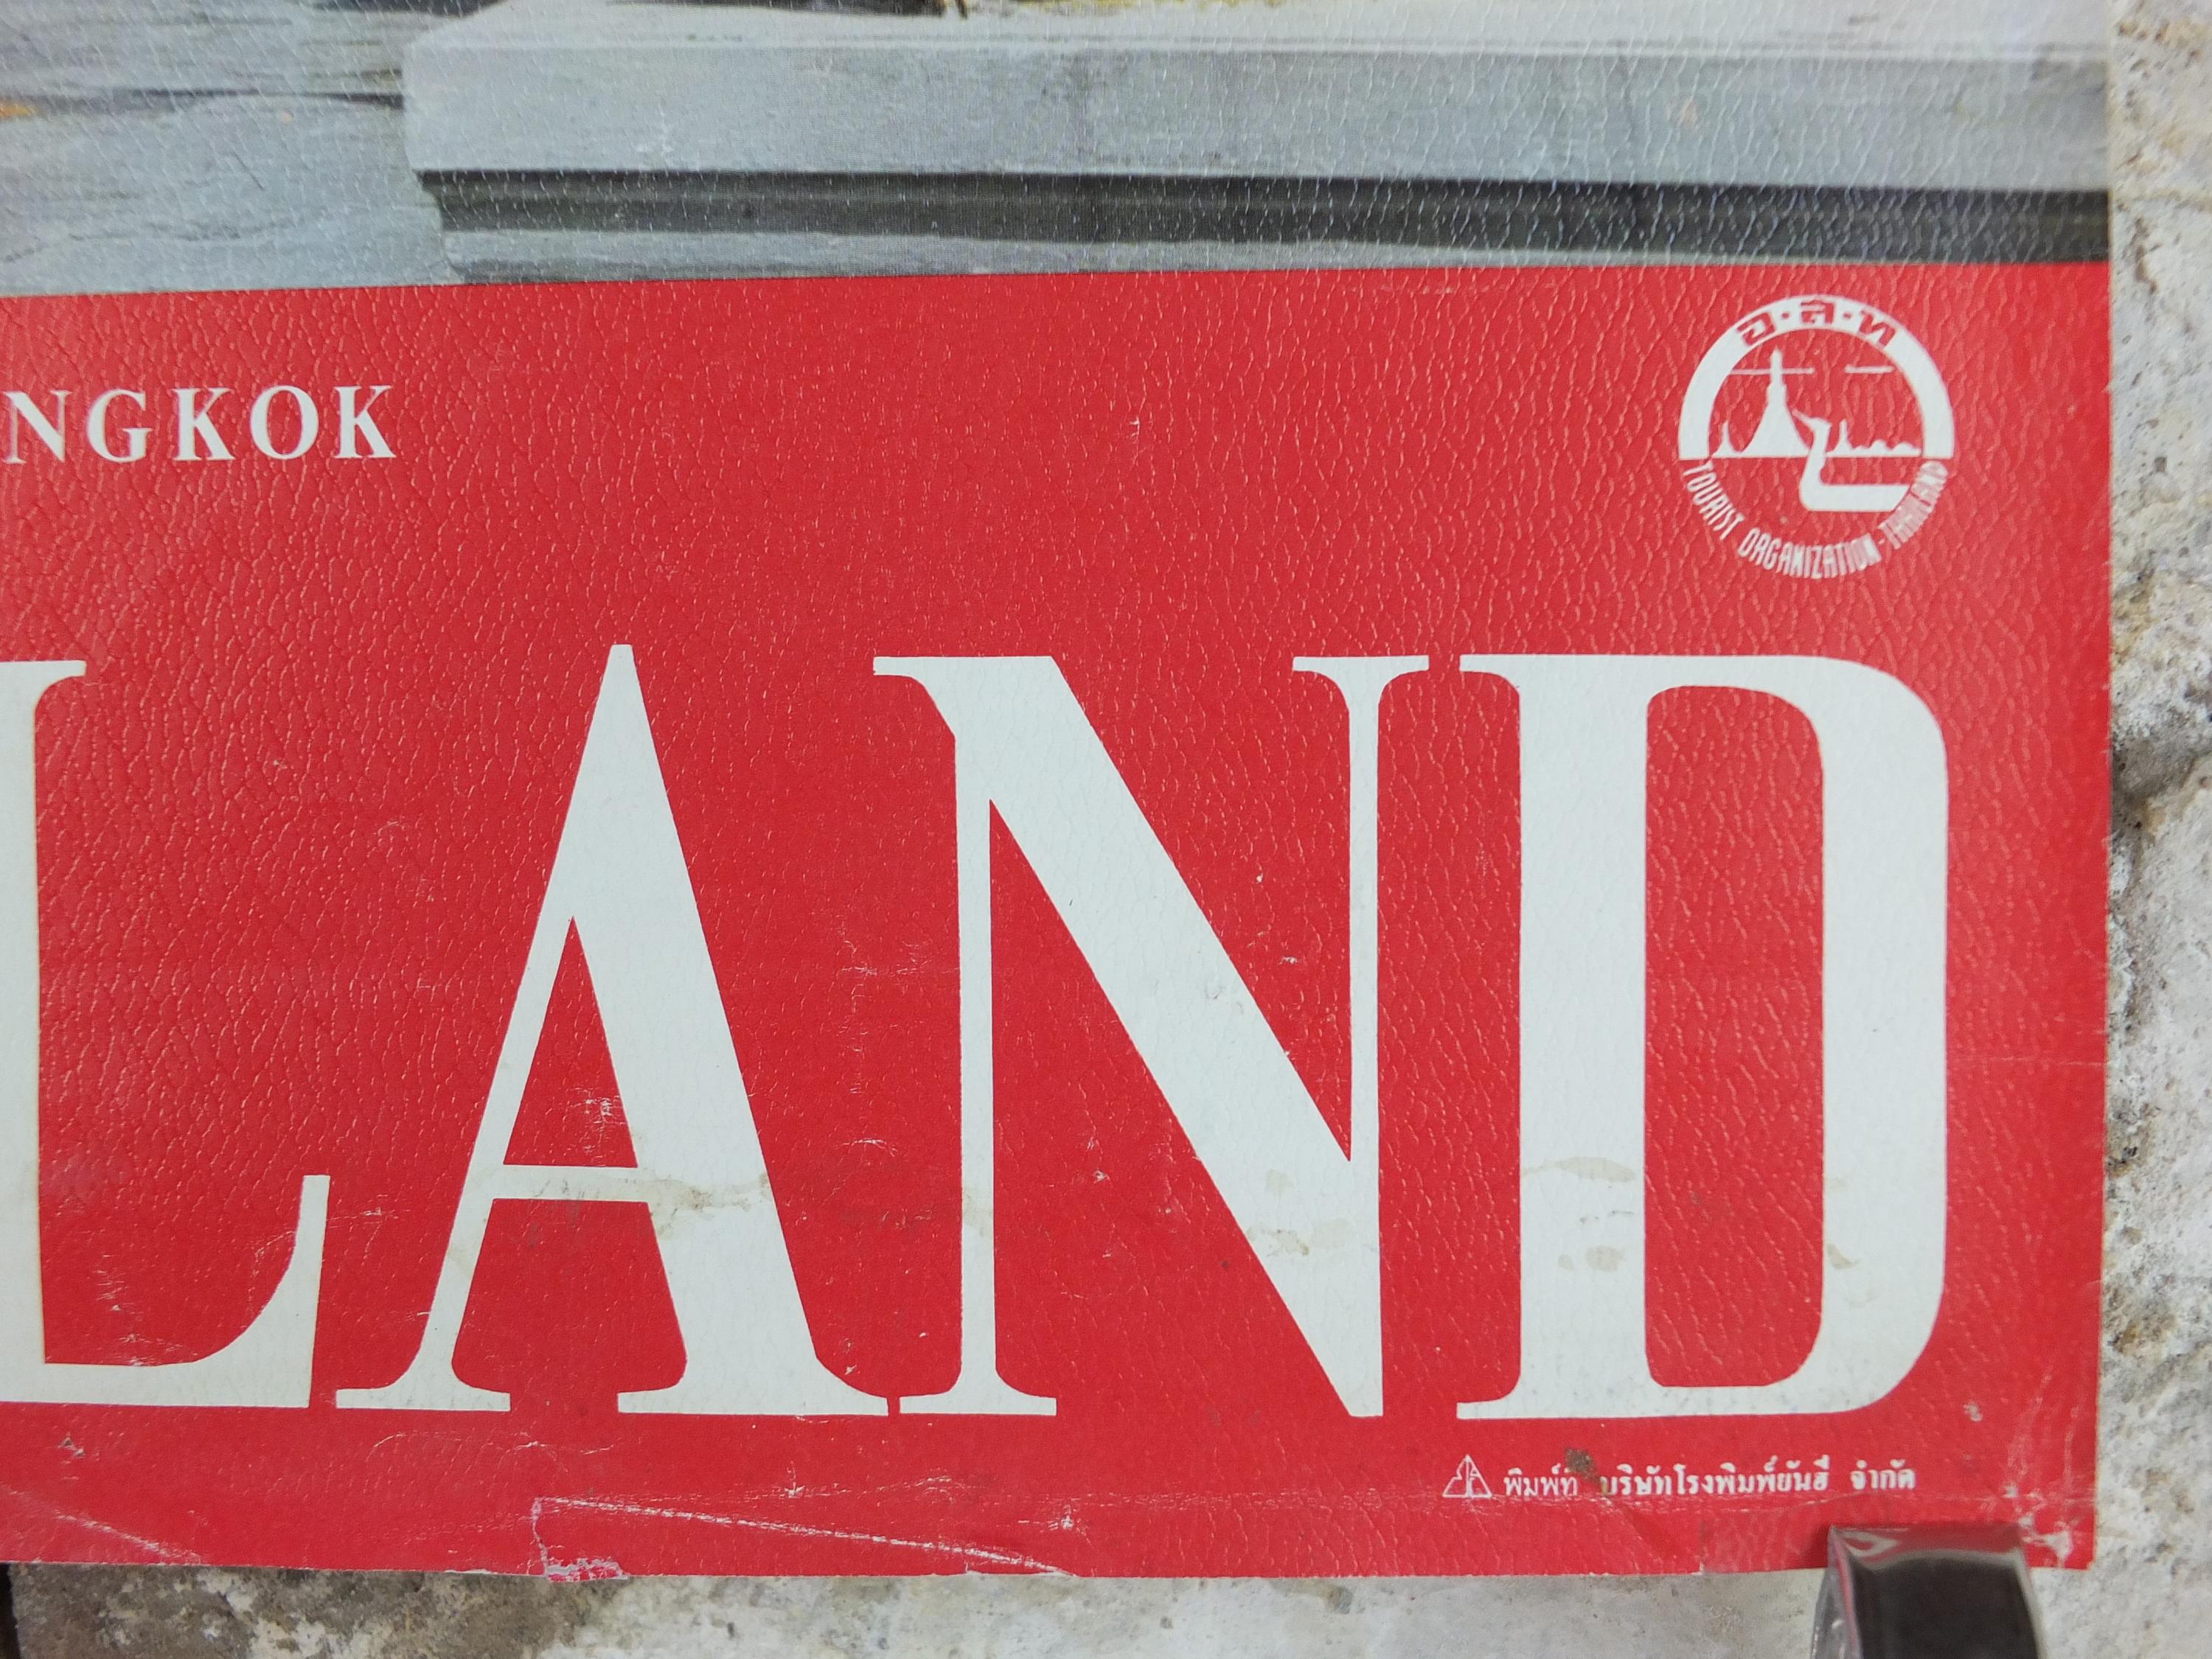 NGKOK
อ.ส.ท
TOURIST ORGANIZATION - THAILAND
LAND
พิมพ์ที่ บริษัทโรงพิมพ์ยันฮี จำกัด